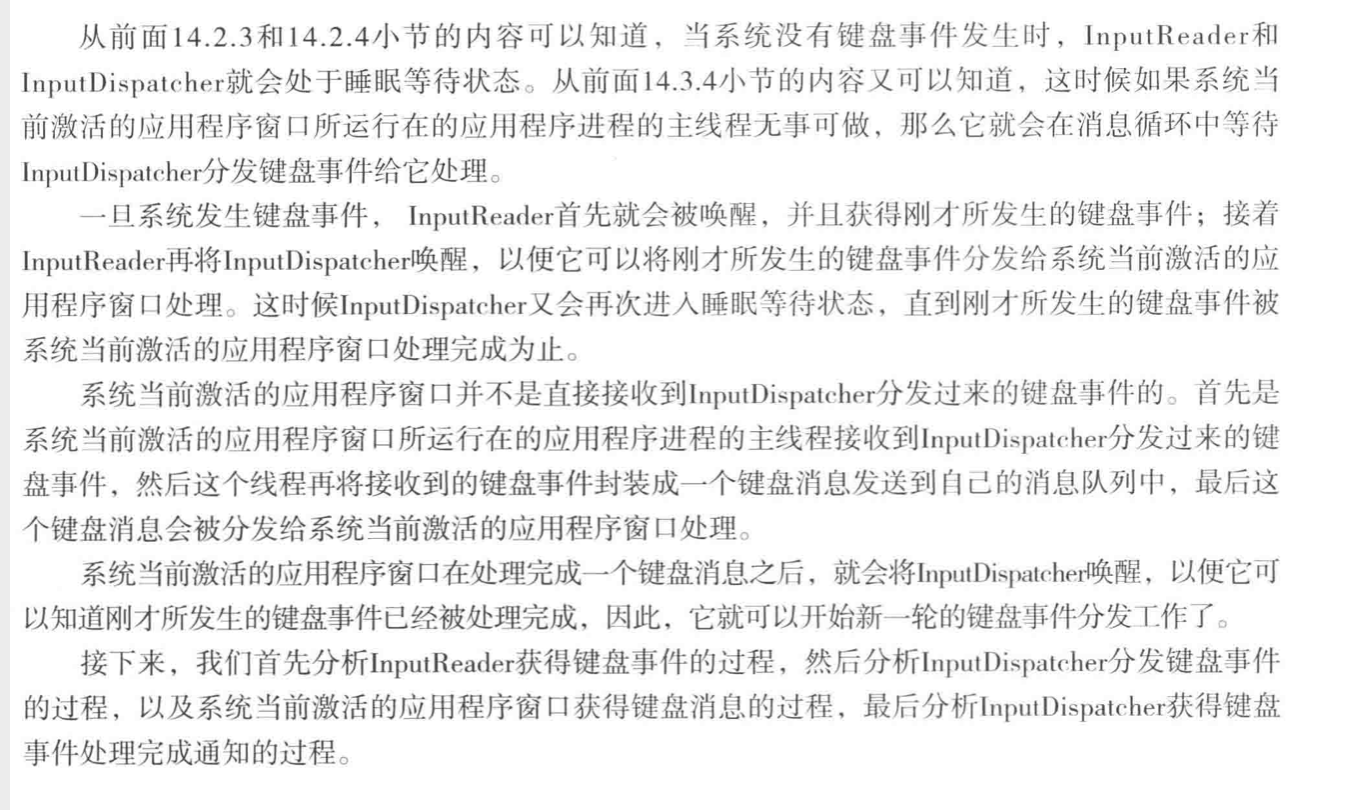 从前面14.2.3和14.2.4小节的内容可以知道，当系统没有键盘事件发生时，InputReader和
InputDispatcher就会处于睡眠等待状态。从前面14.3.4小节的内容又可以知道，这时候如果系统当
前激活的应用程序窗口所运行在的应用程序进程的主线程无事可做，那么它就会在消息循环中等待
InputDispatcher分发键盘事件给它处理。
一旦系统发生键盘事件， InputReader首先就会被唤醒，并且获得刚才所发生的键盘事件；接着
InputReader再将InputDispatcher唤醒，以便它可以将刚才所发生的键盘事件分发给系统当前激活的应
用程序窗口处理。这时候InputDispatcher又会再次进入睡眠等待状态，直到刚才所发生的键盘事件被
系统当前激活的应用程序窗口处理完成为止。
系统当前激活的应用程序窗口并不是直接接收到InputDispatcher分发过来的键盘事件的。首先是
系统当前激活的应用程序窗口所运行在的应用程序进程的主线程接收到InputDispatcher分发过来的键
盘事件，然后这个线程再将接收到的键盘事件封装成一个键盘消息发送到自己的消息队列中，最后这
个键盘消息会被分发给系统当前激活的应用程序窗口处理。
系统当前激活的应用程序窗口在处理完成一个键盘消息之后，就会将InputDispatcher唤醒，以便它可
以知道刚才所发生的键盘事件已经被处理完成，因此，它就可以开始新一轮的键盘事件分发工作了。
接下来，我们首先分析InputReader获得键盘事件的过程，然后分析InputDispatcher分发键盘事件
的过程，以及系统当前激活的应用程序窗口获得键盘消息的过程，最后分析InputDispatcher获得键盘
事件处理完成通知的过程。